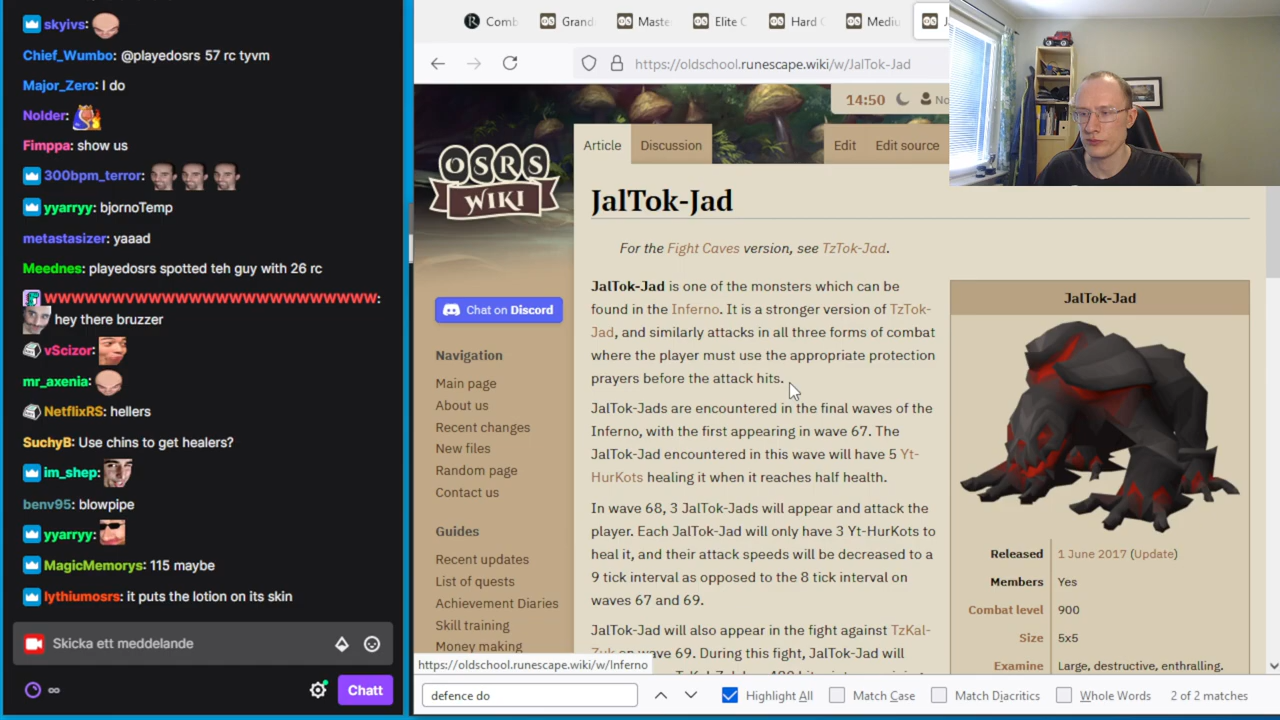 skyivs:
Chief_Wumbo: @playedosrs 57 rc tyvm
Major_Zero: I do
Nolder:
Fimppa: show us
300bpm_terror:
yyarryy: bjornoTemp
metastasizer: yaaad
Meednes: playedosrs spotted teh guy with 26 rc
hey there bruzzer
vScizor:
mr_axenia:
NetflixRS: hellers
SuchyB: Use chins to get healers?
im_shep:
benv95: blowpipe
yyarryy:
MagicMemorys: 115 maybe
lythiumosrs: it puts the lotion on its skin
Skicka ett meddelande
Chatt
Comb
Grand
Maste
Elite C
Hard C
Mediu
https://oldschool.runescape.wiki/w/JalTok-Jad
14:50
No
Article
Discussion
Edit
Edit source
OSRS
WIKI
JalTok-Jad
For the Fight Caves version, see TzTok-Jad.
JalTok-Jad is one of the monsters which can be
found in the Inferno. It is a stronger version of TzTok-
Jad, and similarly attacks in all three forms of combat
where the player must use the appropriate protection
prayers before the attack hits.
JalTok-Jads are encountered in the final waves of the
Inferno, with the first appearing in wave 67. The
JalTok-Jad encountered in this wave will have 5 Yt-
HurKots healing it when it reaches half health.
In wave 68, 3 JalTok-Jads will appear and attack the
player. Each JalTok-Jad will only have 3 Yt-HurKots to
heal it, and their attack speeds will be decreased to a
9 tick interval as opposed to the 8 tick interval on
waves 67 and 69.
JalTok-Jad will also appear in the fight against TzKal-
Zuk on wave 69. During this fight, JalTok-Jad will
Chat on Discord
Navigation
Main page
About us
Recent changes
New files
Random page
Contact us
Guides
Recent updates
List of quests
Achievement Diaries
Skill training
Money making
JalTok-Jad
Released 1 June 2017 (Update)
Members Yes
Combat level 900
Size 5x5
Examine Large, destructive, enthralling.
https://oldschool.runescape.wiki/w/Inferno
defence do
Highlight All
Match Case
Match Diacritics
Whole Words
2 of 2 matches